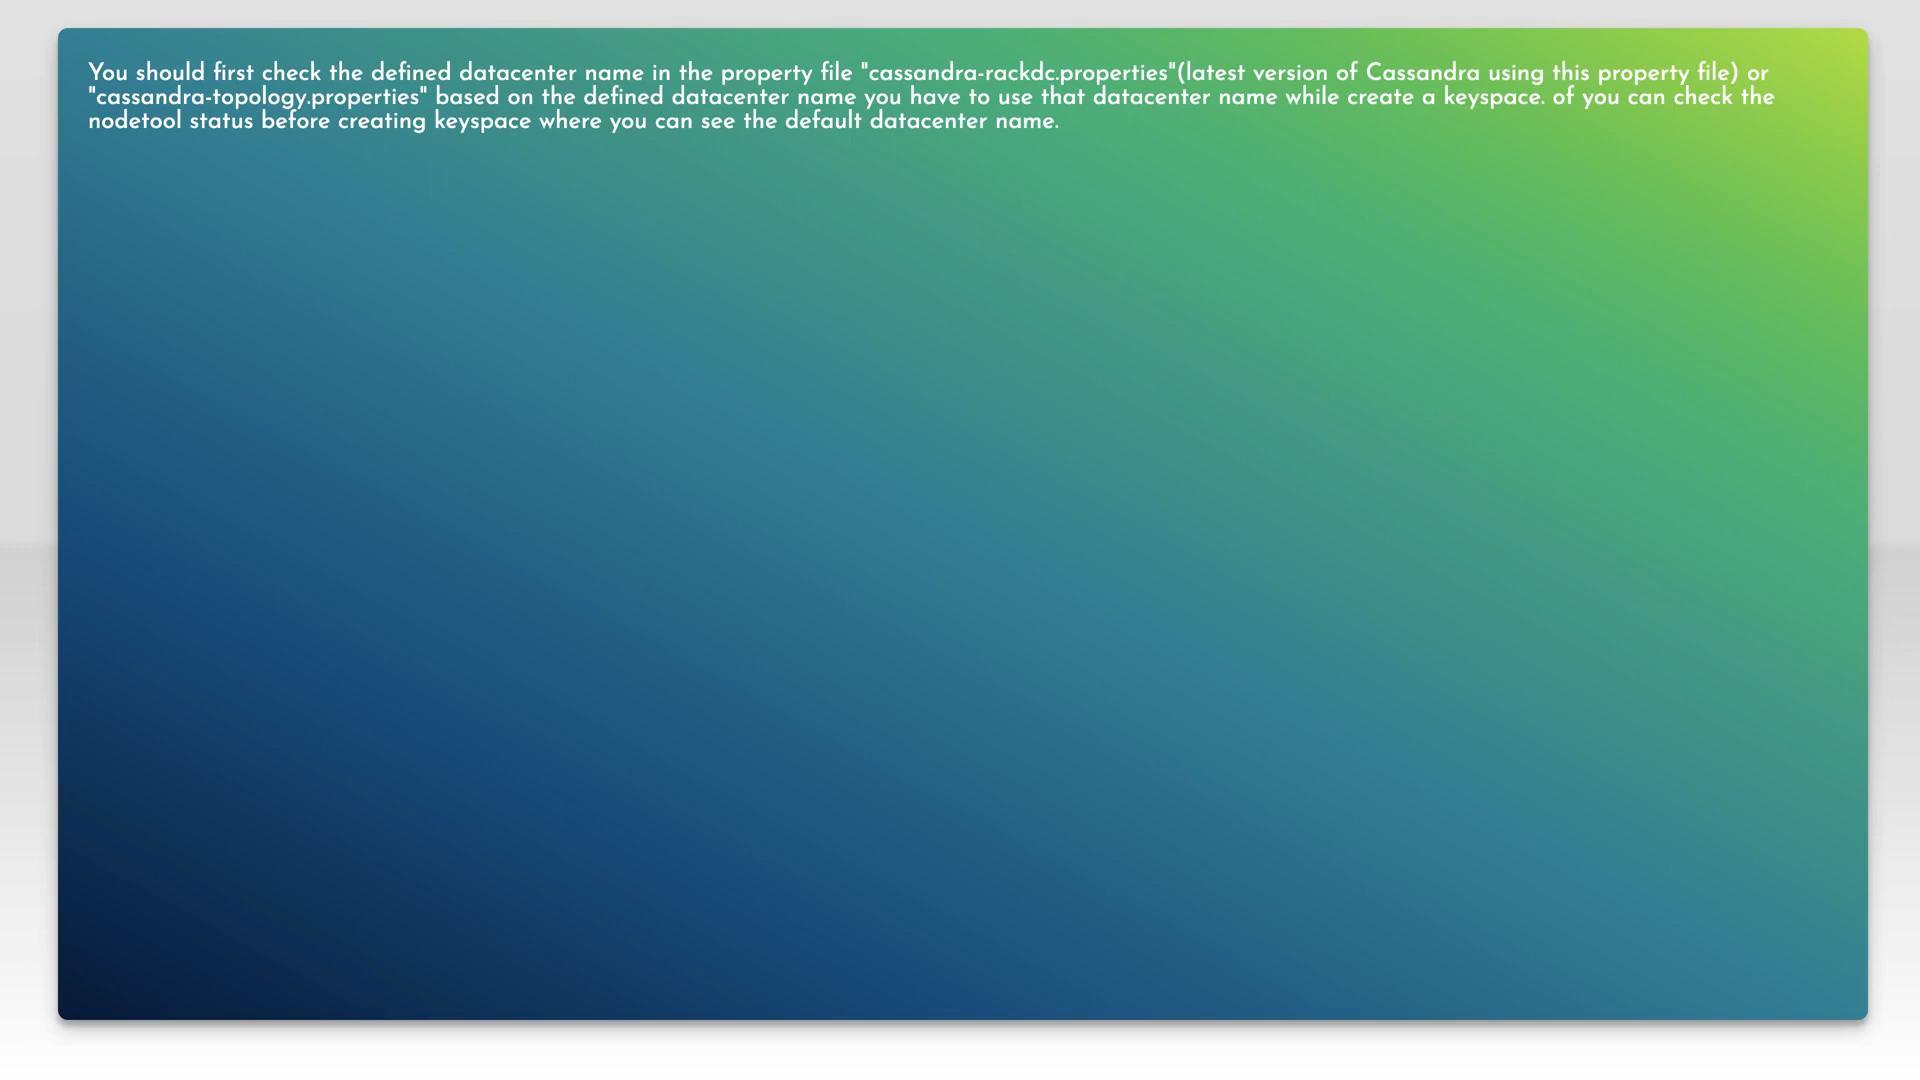 You should first check the defined datacenter name in the property file "cassandra-rackdc.properties"(latest version of Cassandra using this property file) or
"cassandra-topology.properties" based on the defined datacenter name you have to use that datacenter name while create a keyspace. of you can check the
nodetool status before creating keyspace where you can see the default datacenter name.